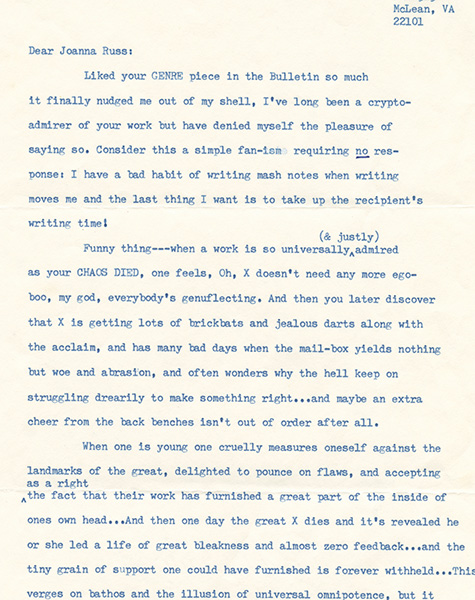 McLean, VA
22101
Dear Joanna Russ:
Liked your GENRE piece in the Bulletin so much
it finally nudged me out of my shell, I've long been a crypto-
admirer of your work but have denied myself the pleasure of
saying so. Consider this a simple fan-ism requiring no res-
ponse: I have a bad habit of writing mash notes when writing
moves me and the last thing I want is to take up the recipient's
writing time!
(& justly)
Funny thing---when a work is so universally admired
as your CHAOS DIED, one feels, Oh, X doesn't need any more ego-
boo, my god, everybody's genuflecting. And then you later discover
that X is getting lots of brickbats and jealous darts along with
the acclaim, and has many bad days when the mail-box yields nothing
but woe and abrasion, and often wonders why the hell keep on
struggling drearily to make something right...and maybe an extra
cheer from the back benches isn't out of order after all.
When one is young one cruelly measures oneself against the
landmarks of the great, delighted to pounce on flaws, and accepting
as a right
the fact that their work has furnished a great part of the inside of
ones own head...And then one day the great X dies and it's revealed he
or she led a life of great bleakness and almost zero feedback...and the
tiny grain of support one could have furnished is forever withheld...This
verges on bathos and the illusion of universal omnipotence, but it